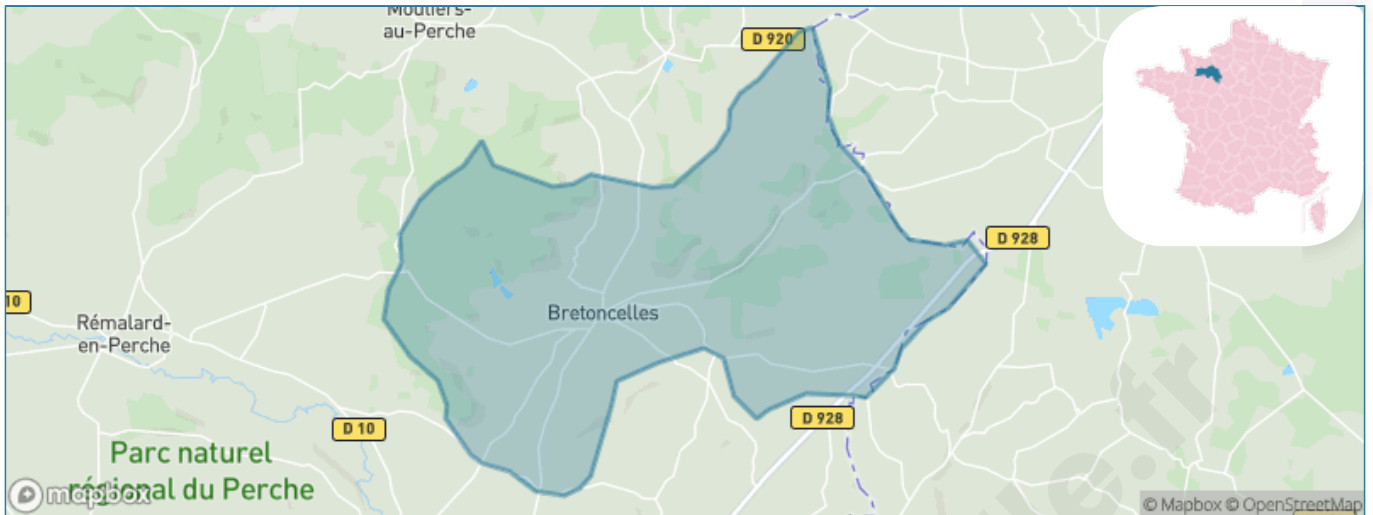 Moutiers-
au-Perche
D 920
D 928
10
Rémalard-
en-Perche
Bretoncelles
D 928
D 10
Parc naturel
régional du Perche
mapbox
© Mapbox © OpenStreetMap